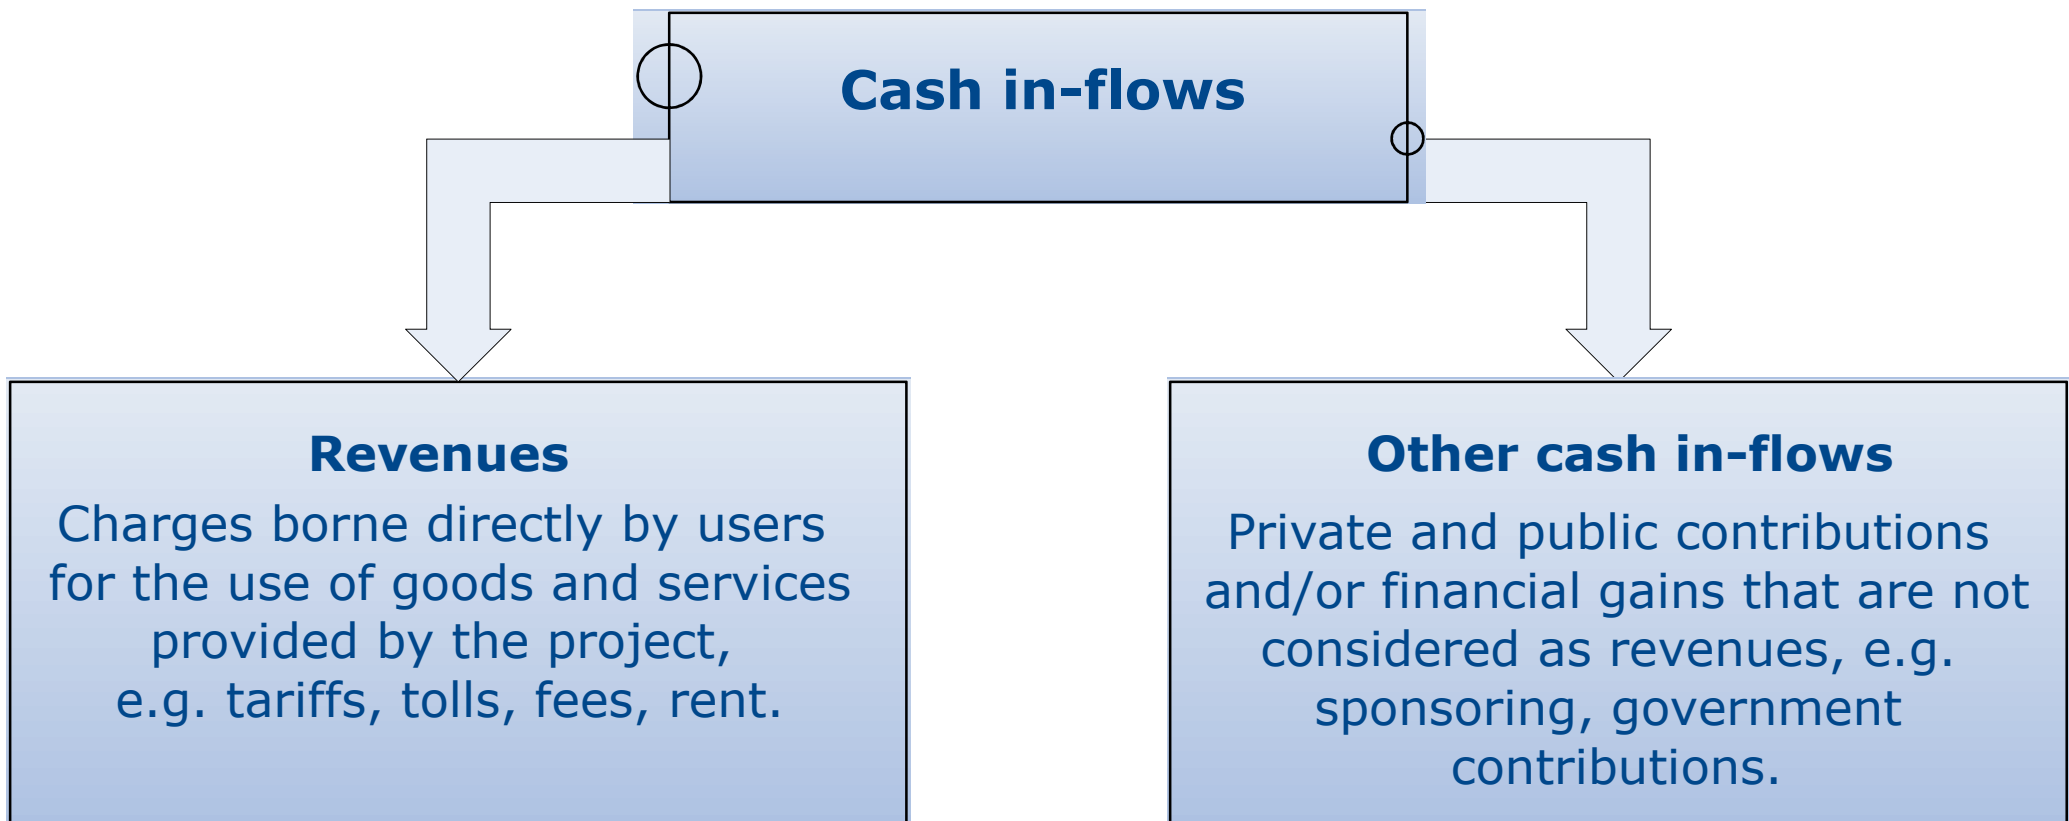 Cash in-flows
Revenues
Charges borne directly by users
for the use of goods and services
provided by the project,
e.g. tariffs, tolls, fees, rent.
Other cash in-flows
Private and public contributions
and/or financial gains that are not
considered as revenues, e.g.
sponsoring, government
contributions.